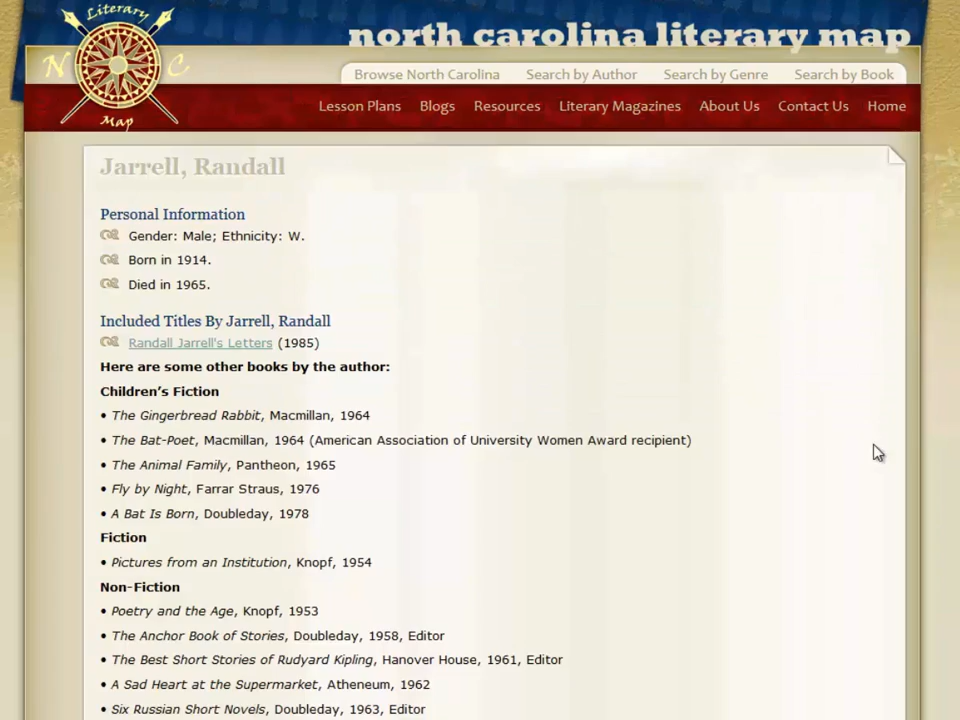 Literary
N C
Map
north carolina literary map
Browse North Carolina Search by Author Search by Genre Search by Book
Lesson Plans Blogs Resources Literary Magazines About Us Contact Us Home
Jarrell, Randall
Personal Information
Gender: Male; Ethnicity: W.
Born in 1914.
Died in 1965.
Included Titles By Jarrell, Randall
Randall Jarrell's Letters (1985)
Here are some other books by the author:
Children's Fiction
• The Gingerbread Rabbit, Macmillan, 1964
• The Bat-Poet, Macmillan, 1964 (American Association of University Women Award recipient)
• The Animal Family, Pantheon, 1965
• Fly by Night, Farrar Straus, 1976
• A Bat Is Born, Doubleday, 1978
Fiction
• Pictures from an Institution, Knopf, 1954
Non-Fiction
• Poetry and the Age, Knopf, 1953
• The Anchor Book of Stories, Doubleday, 1958, Editor
• The Best Short Stories of Rudyard Kipling, Hanover House, 1961, Editor
• A Sad Heart at the Supermarket, Atheneum, 1962
• Six Russian Short Novels, Doubleday, 1963, Editor